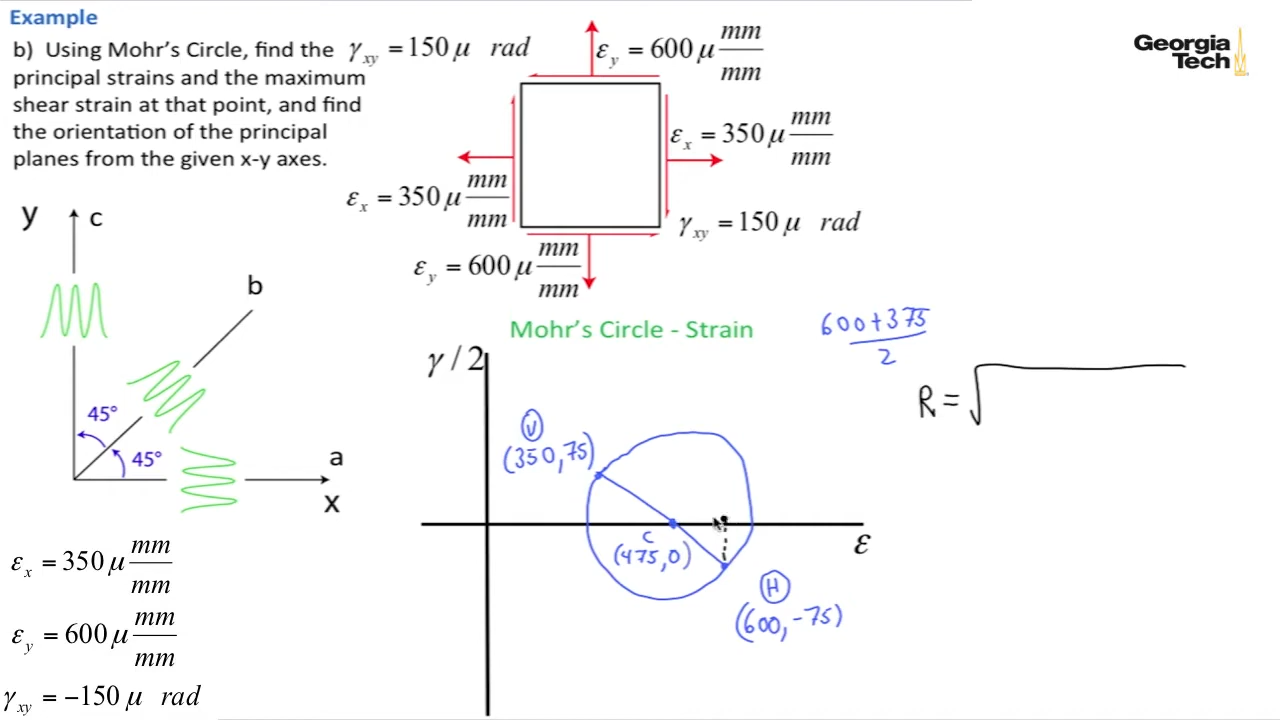 Example
b) Using Mohr's Circle, find the
principal strains and the maximum
shear strain at that point, and find
the orientation of the principal
planes from the given x-y axes.
γxy = 150 μ rad
εy = 600 μ mm/mm
εx = 350 μ mm/mm
εx = 350 μ mm/mm
γxy = 150 μ rad
εy = 600 μ mm/mm
Georgia
Tech
y
c
b
45°
45°
a
x
εx = 350 μ mm/mm
εy = 600 μ mm/mm
γxy = −150 μ rad
Mohr's Circle - Strain
γ / 2
V
(350,75)
C
(475,0)
H
(600,-75)
ε
600+375
2
R = √